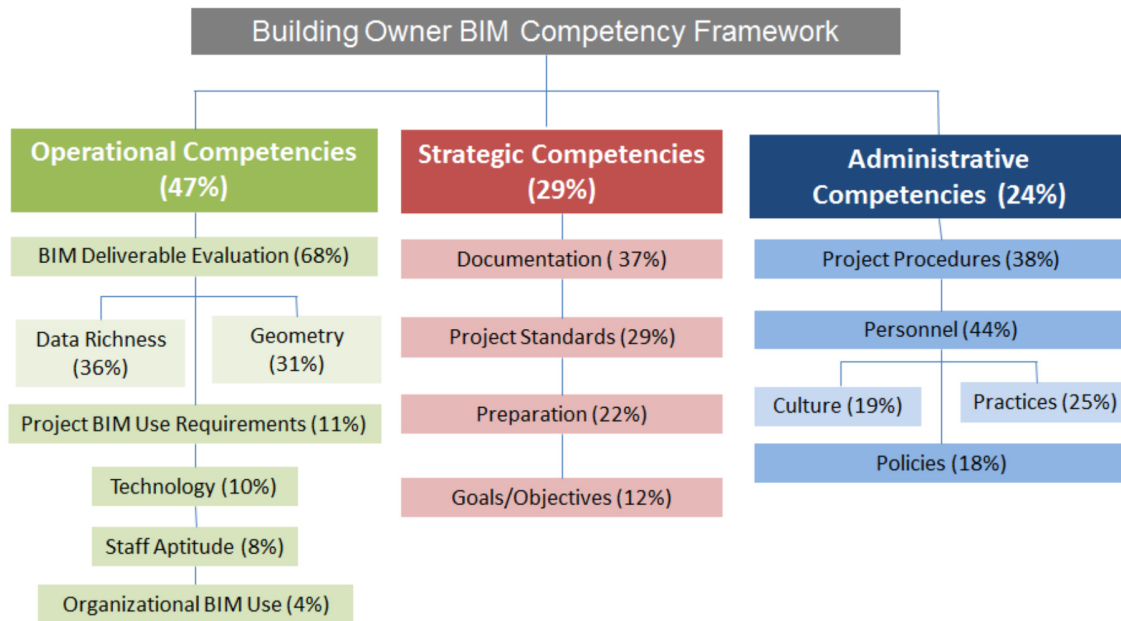 Building Owner BIM Competency Framework
Operational Competencies
(47%)
BIM Deliverable Evaluation (68%)
Data Richness
(36%)
Geometry
(31%)
Project BIM Use Requirements (11%)
Technology (10%)
Staff Aptitude (8%)
Organizational BIM Use (4%)
Strategic Competencies
(29%)
Documentation ( 37%)
Project Standards (29%)
Preparation (22%)
Goals/Objectives (12%)
Administrative
Competencies (24%)
Project Procedures (38%)
Personnel (44%)
Culture (19%)
Practices (25%)
Policies (18%)